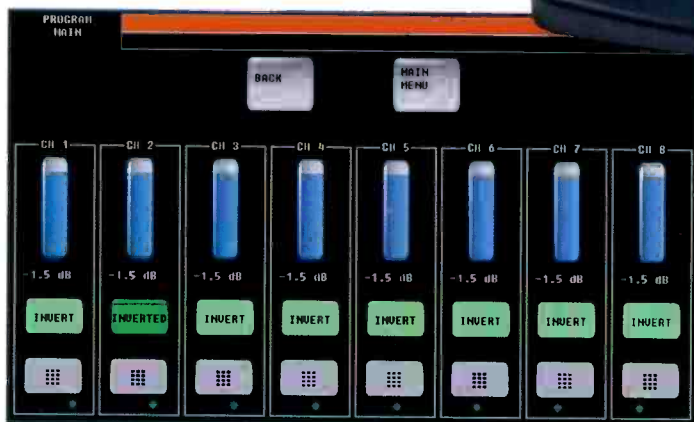 PROGRAM
MAIN
BACK
MAIN
MENU
CH 1 CH 2 CH 3 CH 4 CH 5 CH 6 CH 7 CH 8
-1.5 dB -1.5 dB -1.5 dB -1.5 dB -1.5 dB -1.5 dB -1.5 dB -1.5 dB
INVERT INVERTED INVERT INVERT INVERT INVERT INVERT INVERT